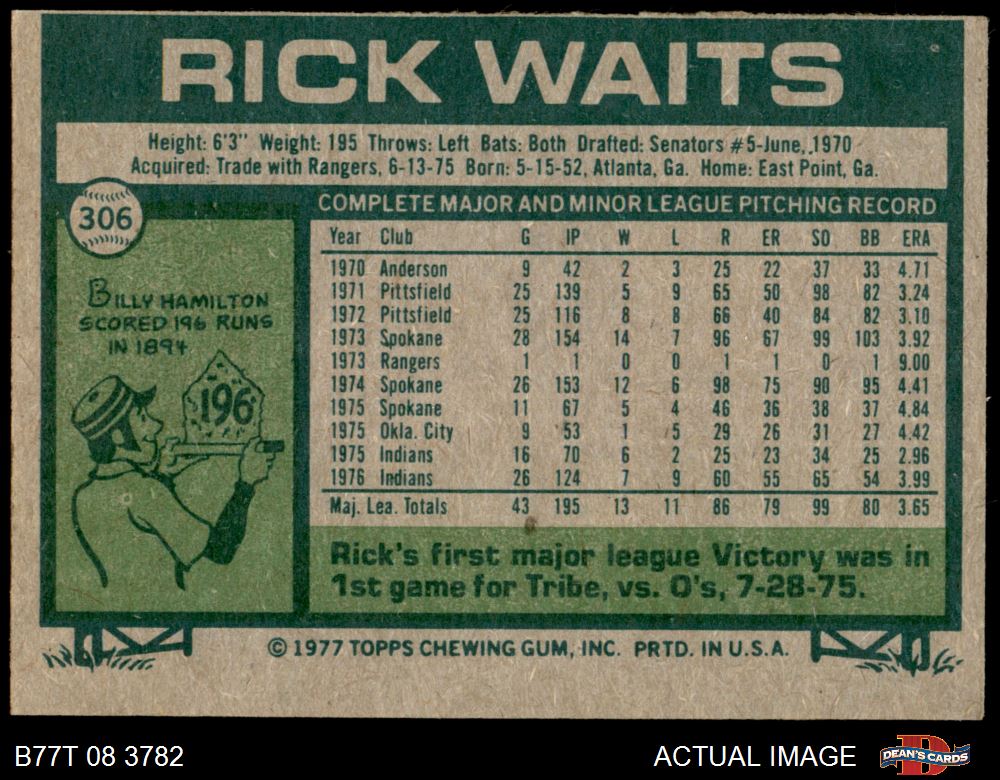 RICK WAITS
Height: 6'3" Weight: 195 Throws: Left Bats: Both Drafted: Senators #5-June, 1970
Acquired: Trade with Rangers, 6-13-75 Born: 5-15-52, Atlanta, Ga. Home: East Point, Ga.
306
BILLY HAMILTON
SCORED 196 RUNS
IN 1894
196
COMPLETE MAJOR AND MINOR LEAGUE PITCHING RECORD
Year Club G IP W L R ER SO BB ERA
1970 Anderson 9 42 2 3 25 22 37 33 4.71
1971 Pittsfield 25 139 5 9 65 50 98 82 3.24
1972 Pittsfield 25 116 8 8 66 40 84 82 3.10
1973 Spokane 28 154 14 7 96 67 99 103 3.92
1973 Rangers 1 1 0 0 1 1 0 1 9.00
1974 Spokane 26 153 12 6 98 75 90 95 4.41
1975 Spokane 11 67 5 4 46 36 38 37 4.84
1975 Okla. City 9 53 1 5 29 26 31 27 4.42
1975 Indians 16 70 6 2 25 23 34 25 2.96
1976 Indians 26 124 7 9 60 55 65 54 3.99
Maj. Lea. Totals 43 195 13 11 86 79 99 80 3.65
Rick's first major league Victory was in
1st game for Tribe, vs. O's, 7-28-75.
© 1977 TOPPS CHEWING GUM, INC. PRTD. IN U.S.A.
B77T 08 3782
ACTUAL IMAGE
D
DEAN'S CARDS